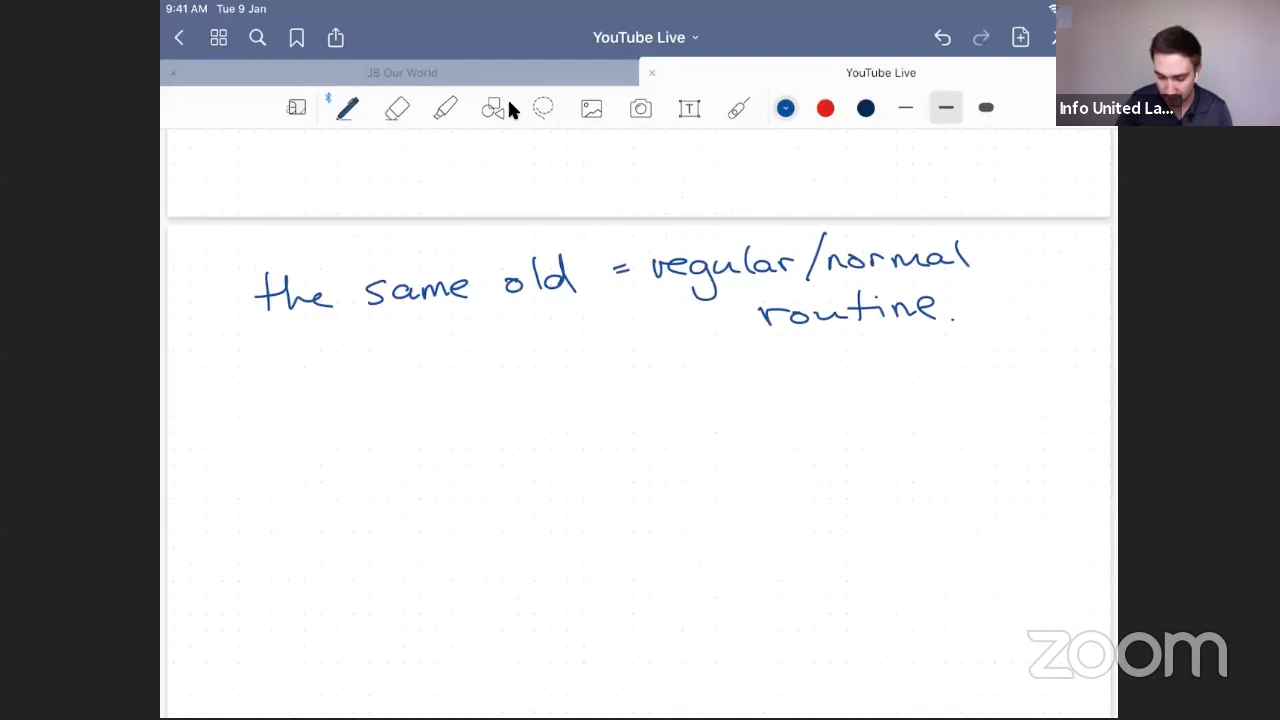 9:41 AM Tue 9 Jan
YouTube Live
JB Our World
YouTube Live
Info United La...
the same old = regular/normal
routine.
zoom